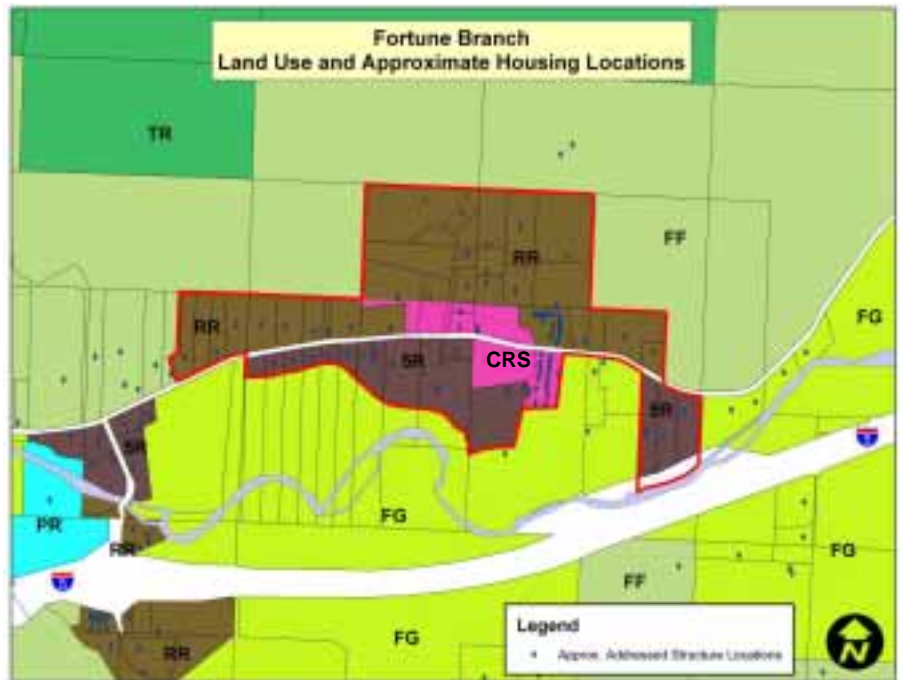 Fortune Branch
Land Use and Approximate Housing Locations
TR
FF
RR
FG
RR
SR
CRS
SR
SR
FG
PR
RR
FG
FF
FG
RR
Legend
Approx. Addressed Structure Locations
N